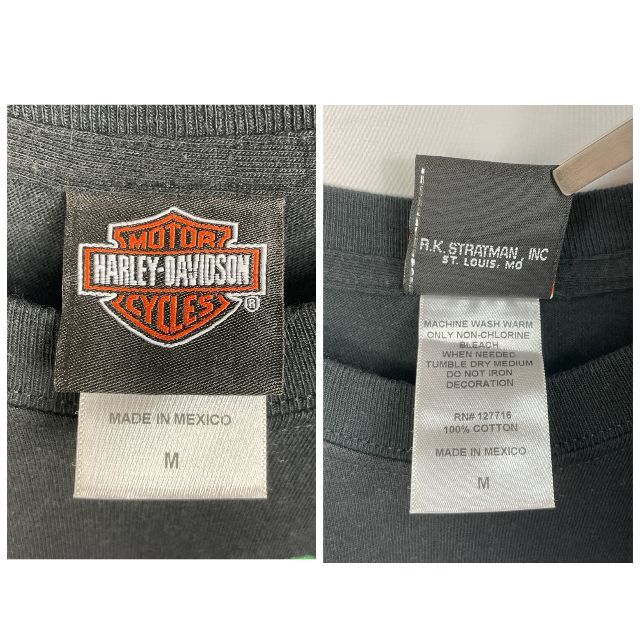 MOTOR
HARLEY-DAVIDSON
CYCLES ®
MADE IN MEXICO
M
R.K. STRATMAN, INC
ST. LOUIS, MO
MACHINE WASH WARM
ONLY NON-CHLORINE
BLEACH
WHEN NEEDED
TUMBLE DRY MEDIUM
DO NOT IRON
DECORATION
RN# 127716
100% COTTON
MADE IN MEXICO
M